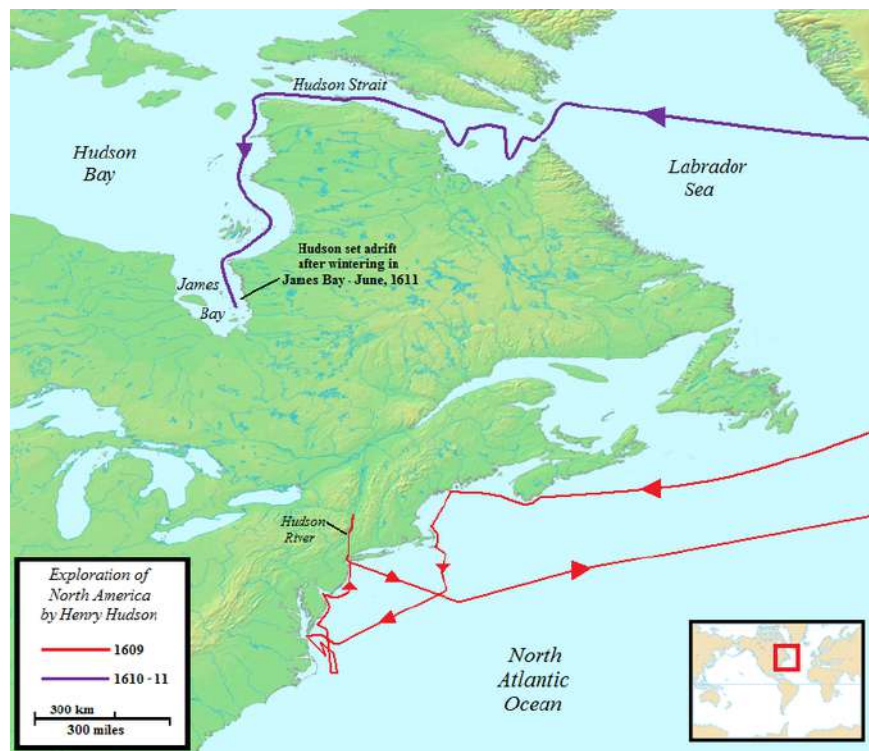 Hudson Strait
Hudson
Bay
Labrador
Sea
Hudson set adrift
after wintering in
James Bay - June, 1611
James
Bay
Hudson
River
North
Atlantic
Ocean
Exploration of
North America
by Henry Hudson
1609
1610 - 11
300 km
300 miles